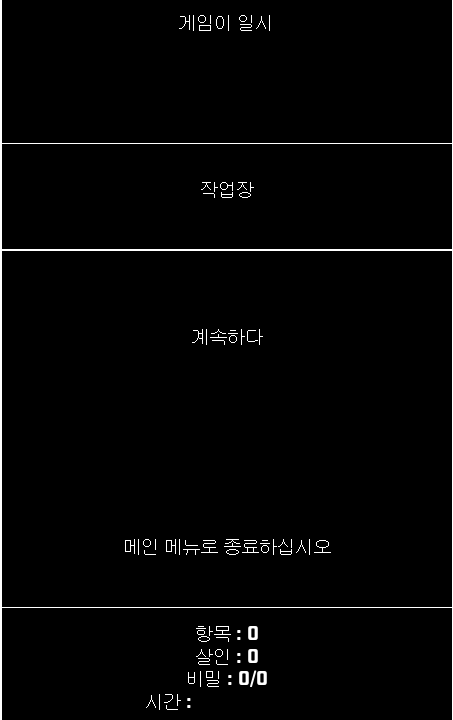 게임이 일시
작업장
계속하다
메인 메뉴로 종료하십시오
항목 : 0
살인 : 0
비밀 : 0/0
시간 :